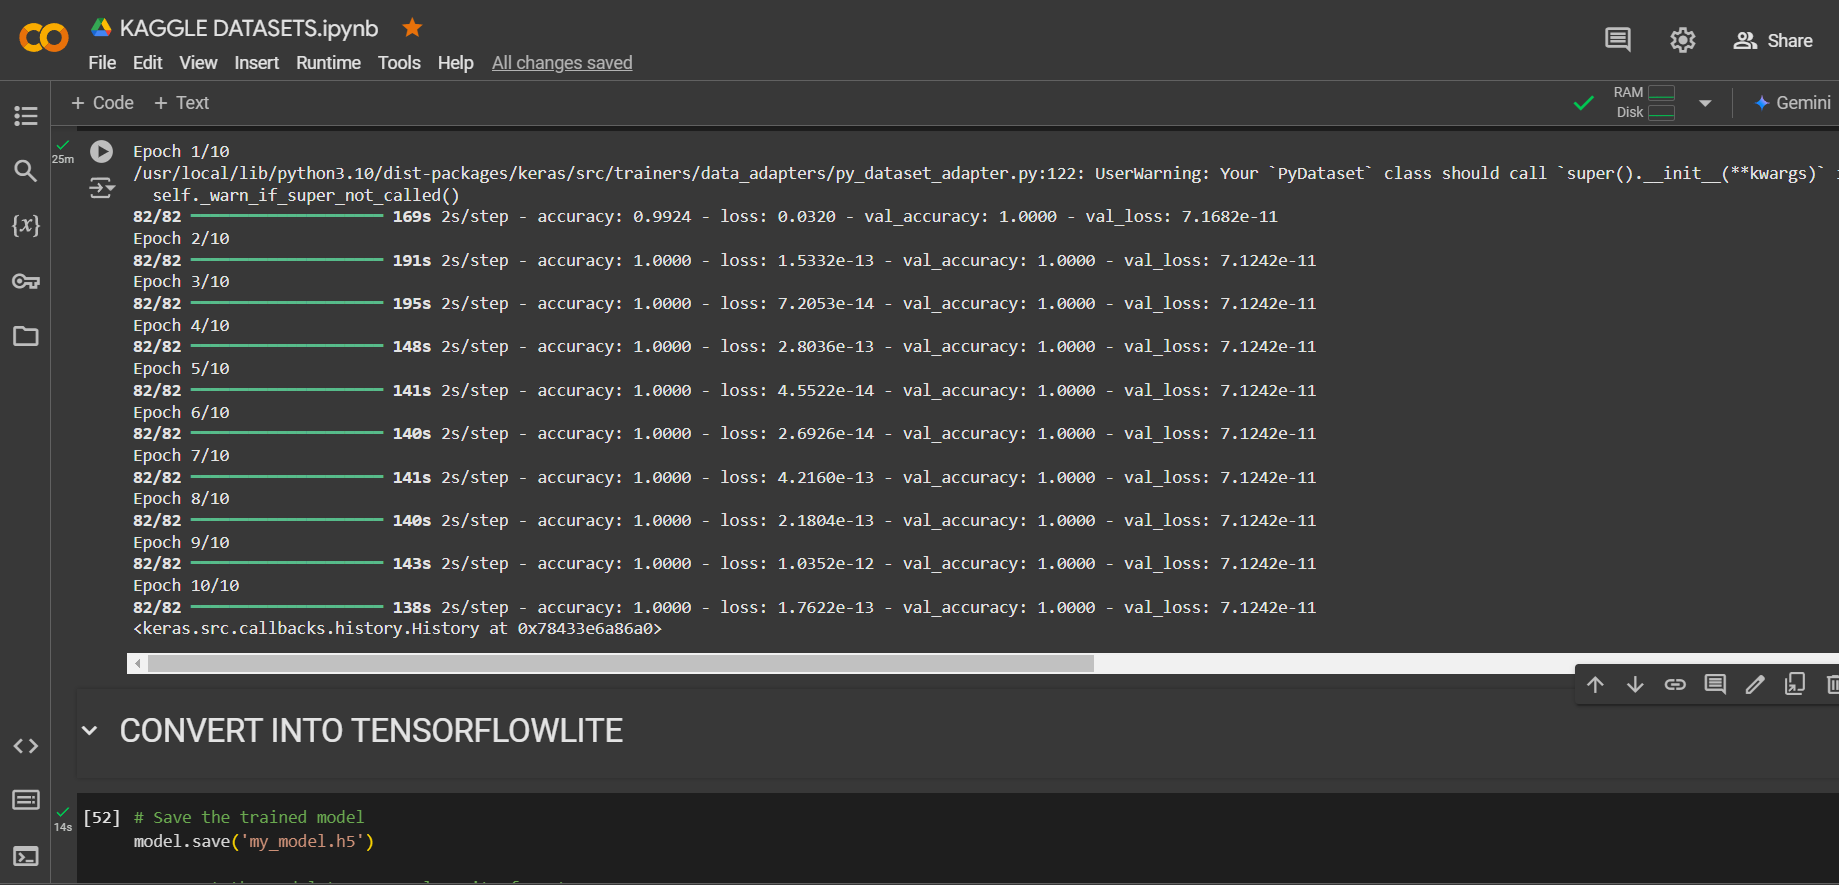 KAGGLE DATASETS.ipynb
File Edit View Insert Runtime Tools Help All changes saved
Share
+ Code + Text
RAM
Disk
Gemini
25m
Epoch 1/10
/usr/local/lib/python3.10/dist-packages/keras/src/trainers/data_adapters/py_dataset_adapter.py:122: UserWarning: Your `PyDataset` class should call `super().__init__(**kwargs)`
self._warn_if_super_not_called()
82/82 169s 2s/step - accuracy: 0.9924 - loss: 0.0320 - val_accuracy: 1.0000 - val_loss: 7.1682e-11
Epoch 2/10
82/82 191s 2s/step - accuracy: 1.0000 - loss: 1.5332e-13 - val_accuracy: 1.0000 - val_loss: 7.1242e-11
Epoch 3/10
82/82 195s 2s/step - accuracy: 1.0000 - loss: 7.2053e-14 - val_accuracy: 1.0000 - val_loss: 7.1242e-11
Epoch 4/10
82/82 148s 2s/step - accuracy: 1.0000 - loss: 2.8036e-13 - val_accuracy: 1.0000 - val_loss: 7.1242e-11
Epoch 5/10
82/82 141s 2s/step - accuracy: 1.0000 - loss: 4.5522e-14 - val_accuracy: 1.0000 - val_loss: 7.1242e-11
Epoch 6/10
82/82 140s 2s/step - accuracy: 1.0000 - loss: 2.6926e-14 - val_accuracy: 1.0000 - val_loss: 7.1242e-11
Epoch 7/10
82/82 141s 2s/step - accuracy: 1.0000 - loss: 4.2160e-13 - val_accuracy: 1.0000 - val_loss: 7.1242e-11
Epoch 8/10
82/82 140s 2s/step - accuracy: 1.0000 - loss: 2.1804e-13 - val_accuracy: 1.0000 - val_loss: 7.1242e-11
Epoch 9/10
82/82 143s 2s/step - accuracy: 1.0000 - loss: 1.0352e-12 - val_accuracy: 1.0000 - val_loss: 7.1242e-11
Epoch 10/10
82/82 138s 2s/step - accuracy: 1.0000 - loss: 1.7622e-13 - val_accuracy: 1.0000 - val_loss: 7.1242e-11
<keras.src.callbacks.history.History at 0x78433e6a86a0>
CONVERT INTO TENSORFLOWLITE
14s
[52] # Save the trained model
model.save('my_model.h5')